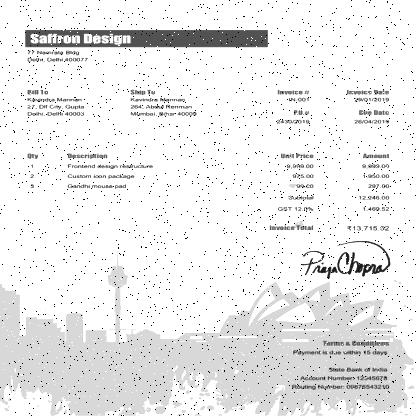 Saffron Design
77 Namrata Bldg
Delhi, Delhi 400077
Bill To
Kavindra Mannan
27, Dlf City, Gupta
Delhi, Delhi 40003
Ship To
Kavindra Mannan
264, Abdul Rehman
Mumbai, Bihar 40009
Invoice #
IN-001
P.O.#
2430/2019
Invoice Date
29/01/2019
Due Date
26/04/2019
Qty Description Unit Price Amount
1 Frontend design restructure 9,999.00 9,999.00
2 Custom icon package 975.00 1,950.00
3 Gandhi mouse pad 99.00 297.00
Subtotal 12,246.00
GST 12.0% 1,469.52
Invoice Total ₹13,715.52
Priya Chopra
Terms & Conditions
Payment is due within 15 days
State Bank of India
Account Number: 12345678
Routing Number: 09876543210